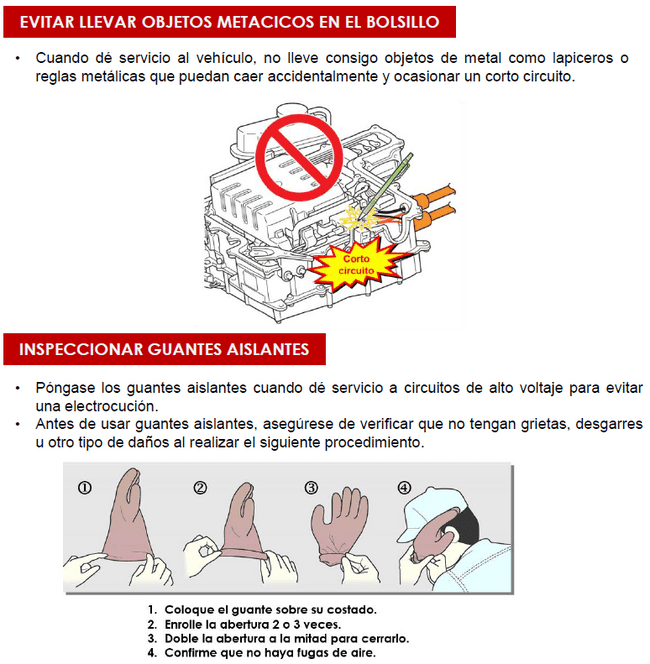 EVITAR LLEVAR OBJETOS METACICOS EN EL BOLSILLO
• Cuando dé servicio al vehículo, no lleve consigo objetos de metal como lapiceros o
reglas metálicas que puedan caer accidentalmente y ocasionar un corto circuito.
Corto
circuito
INSPECCIONAR GUANTES AISLANTES
• Póngase los guantes aislantes cuando dé servicio a circuitos de alto voltaje para evitar
una electrocución.
• Antes de usar guantes aislantes, asegúrese de verificar que no tengan grietas, desgarres
u otro tipo de daños al realizar el siguiente procedimiento.
① ② ③ ④
1. Coloque el guante sobre su costado.
2. Enrolle la abertura 2 o 3 veces.
3. Doble la abertura a la mitad para cerrarlo.
4. Confirme que no haya fugas de aire.